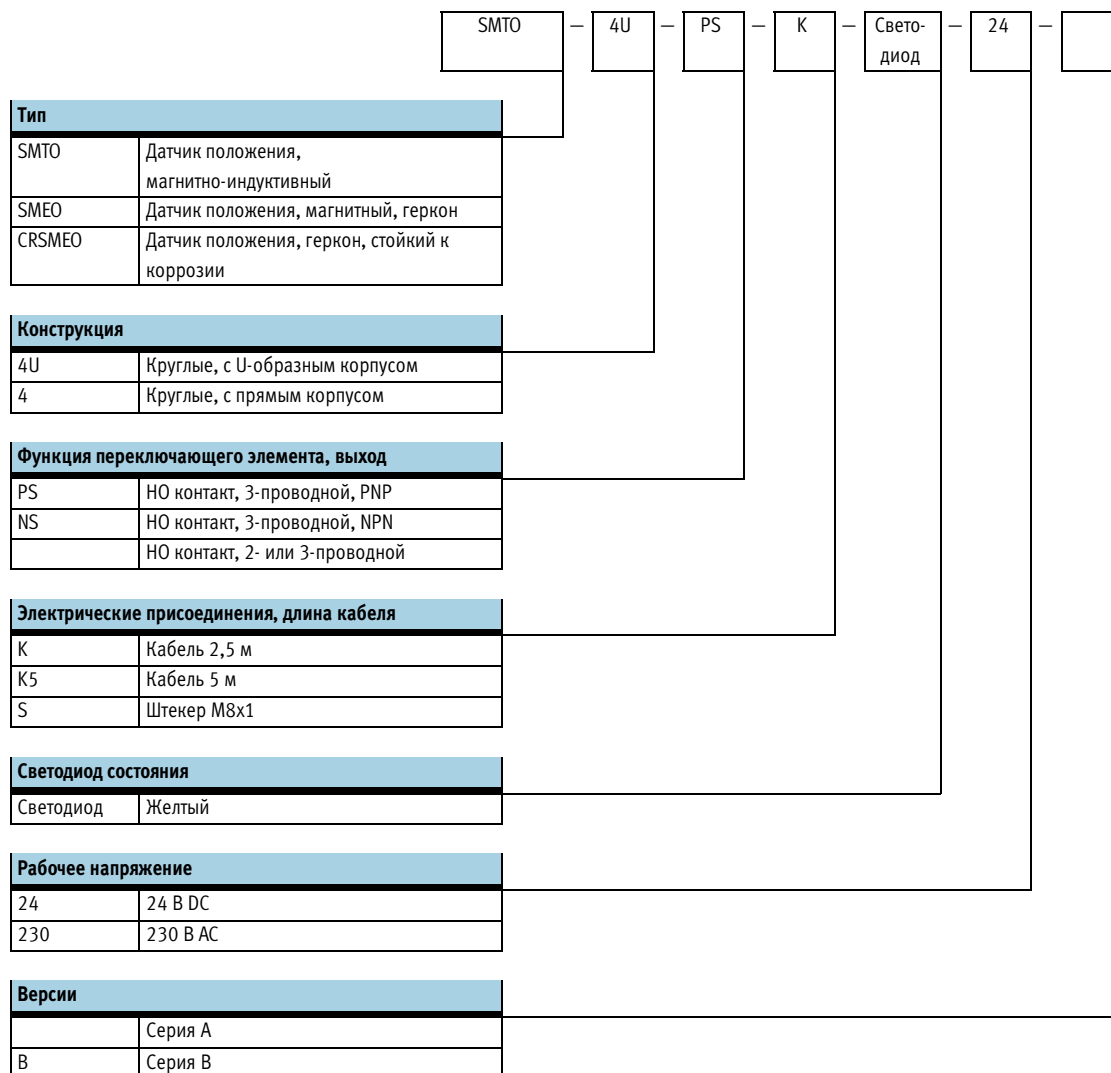 SMTO – 4U – PS – K – Свето- – 24 –
диод
Тип
SMTO Датчик положения,
магнитно-индуктивный
SMEO Датчик положения, магнитный, геркон
CRSMEO Датчик положения, геркон, стойкий к
коррозии
Конструкция
4U Круглые, с U-образным корпусом
4 Круглые, с прямым корпусом
Функция переключающего элемента, выход
PS НО контакт, 3-проводной, PNP
NS НО контакт, 3-проводной, NPN
НО контакт, 2- или 3-проводной
Электрические присоединения, длина кабеля
K Кабель 2,5 м
K5 Кабель 5 м
S Штекер M8x1
Светодиод состояния
Светодиод Желтый
Рабочее напряжение
24 24 В DC
230 230 В AC
Версии
Серия A
B Серия B